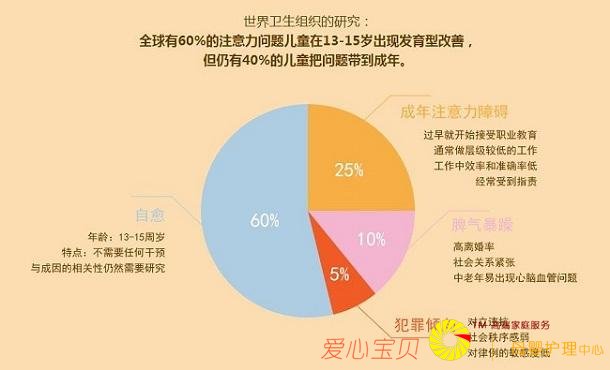 世界卫生组织的研究：
全球有60%的注意力问题儿童在13-15岁出现发育型改善，
但仍有40%的儿童把问题带到成年。
成年注意力障碍
过早就开始接受职业教育
通常做层级较低的工作
工作中效率和准确率低
经常受到指责
25%
自愈
年龄：13-15周岁
特点：不需要任何干预
与成因的相关性仍然需要研究
60%
脾气暴躁
10%
高离婚率
社会关系紧张
中老年易出现心脑血管问题
5%
犯罪倾
社会秩序感弱
对律例的敏感度低
TM 高端家庭服务
爱心宝贝
母婴护理中心